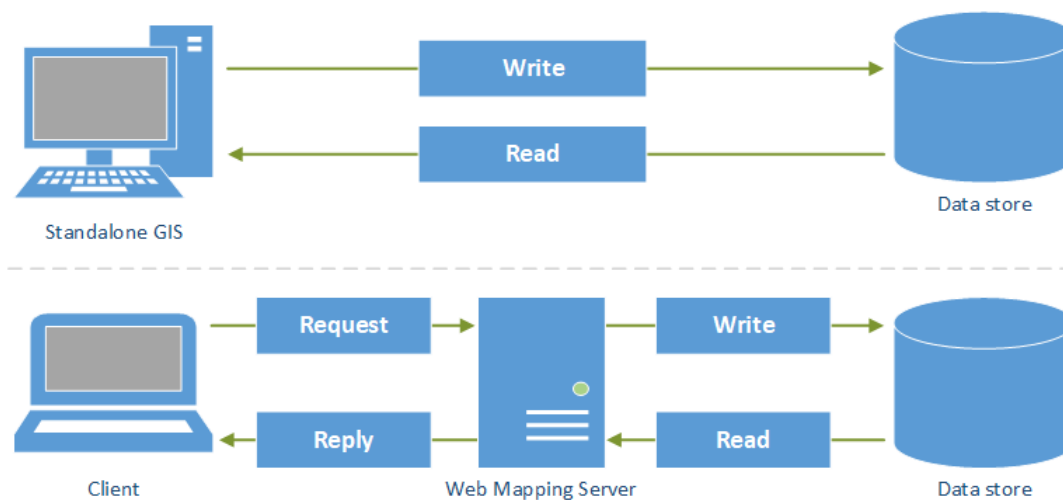 Write
Read
Standalone GIS
Data store
Request
Write
Reply
Read
Client
Web Mapping Server
Data store